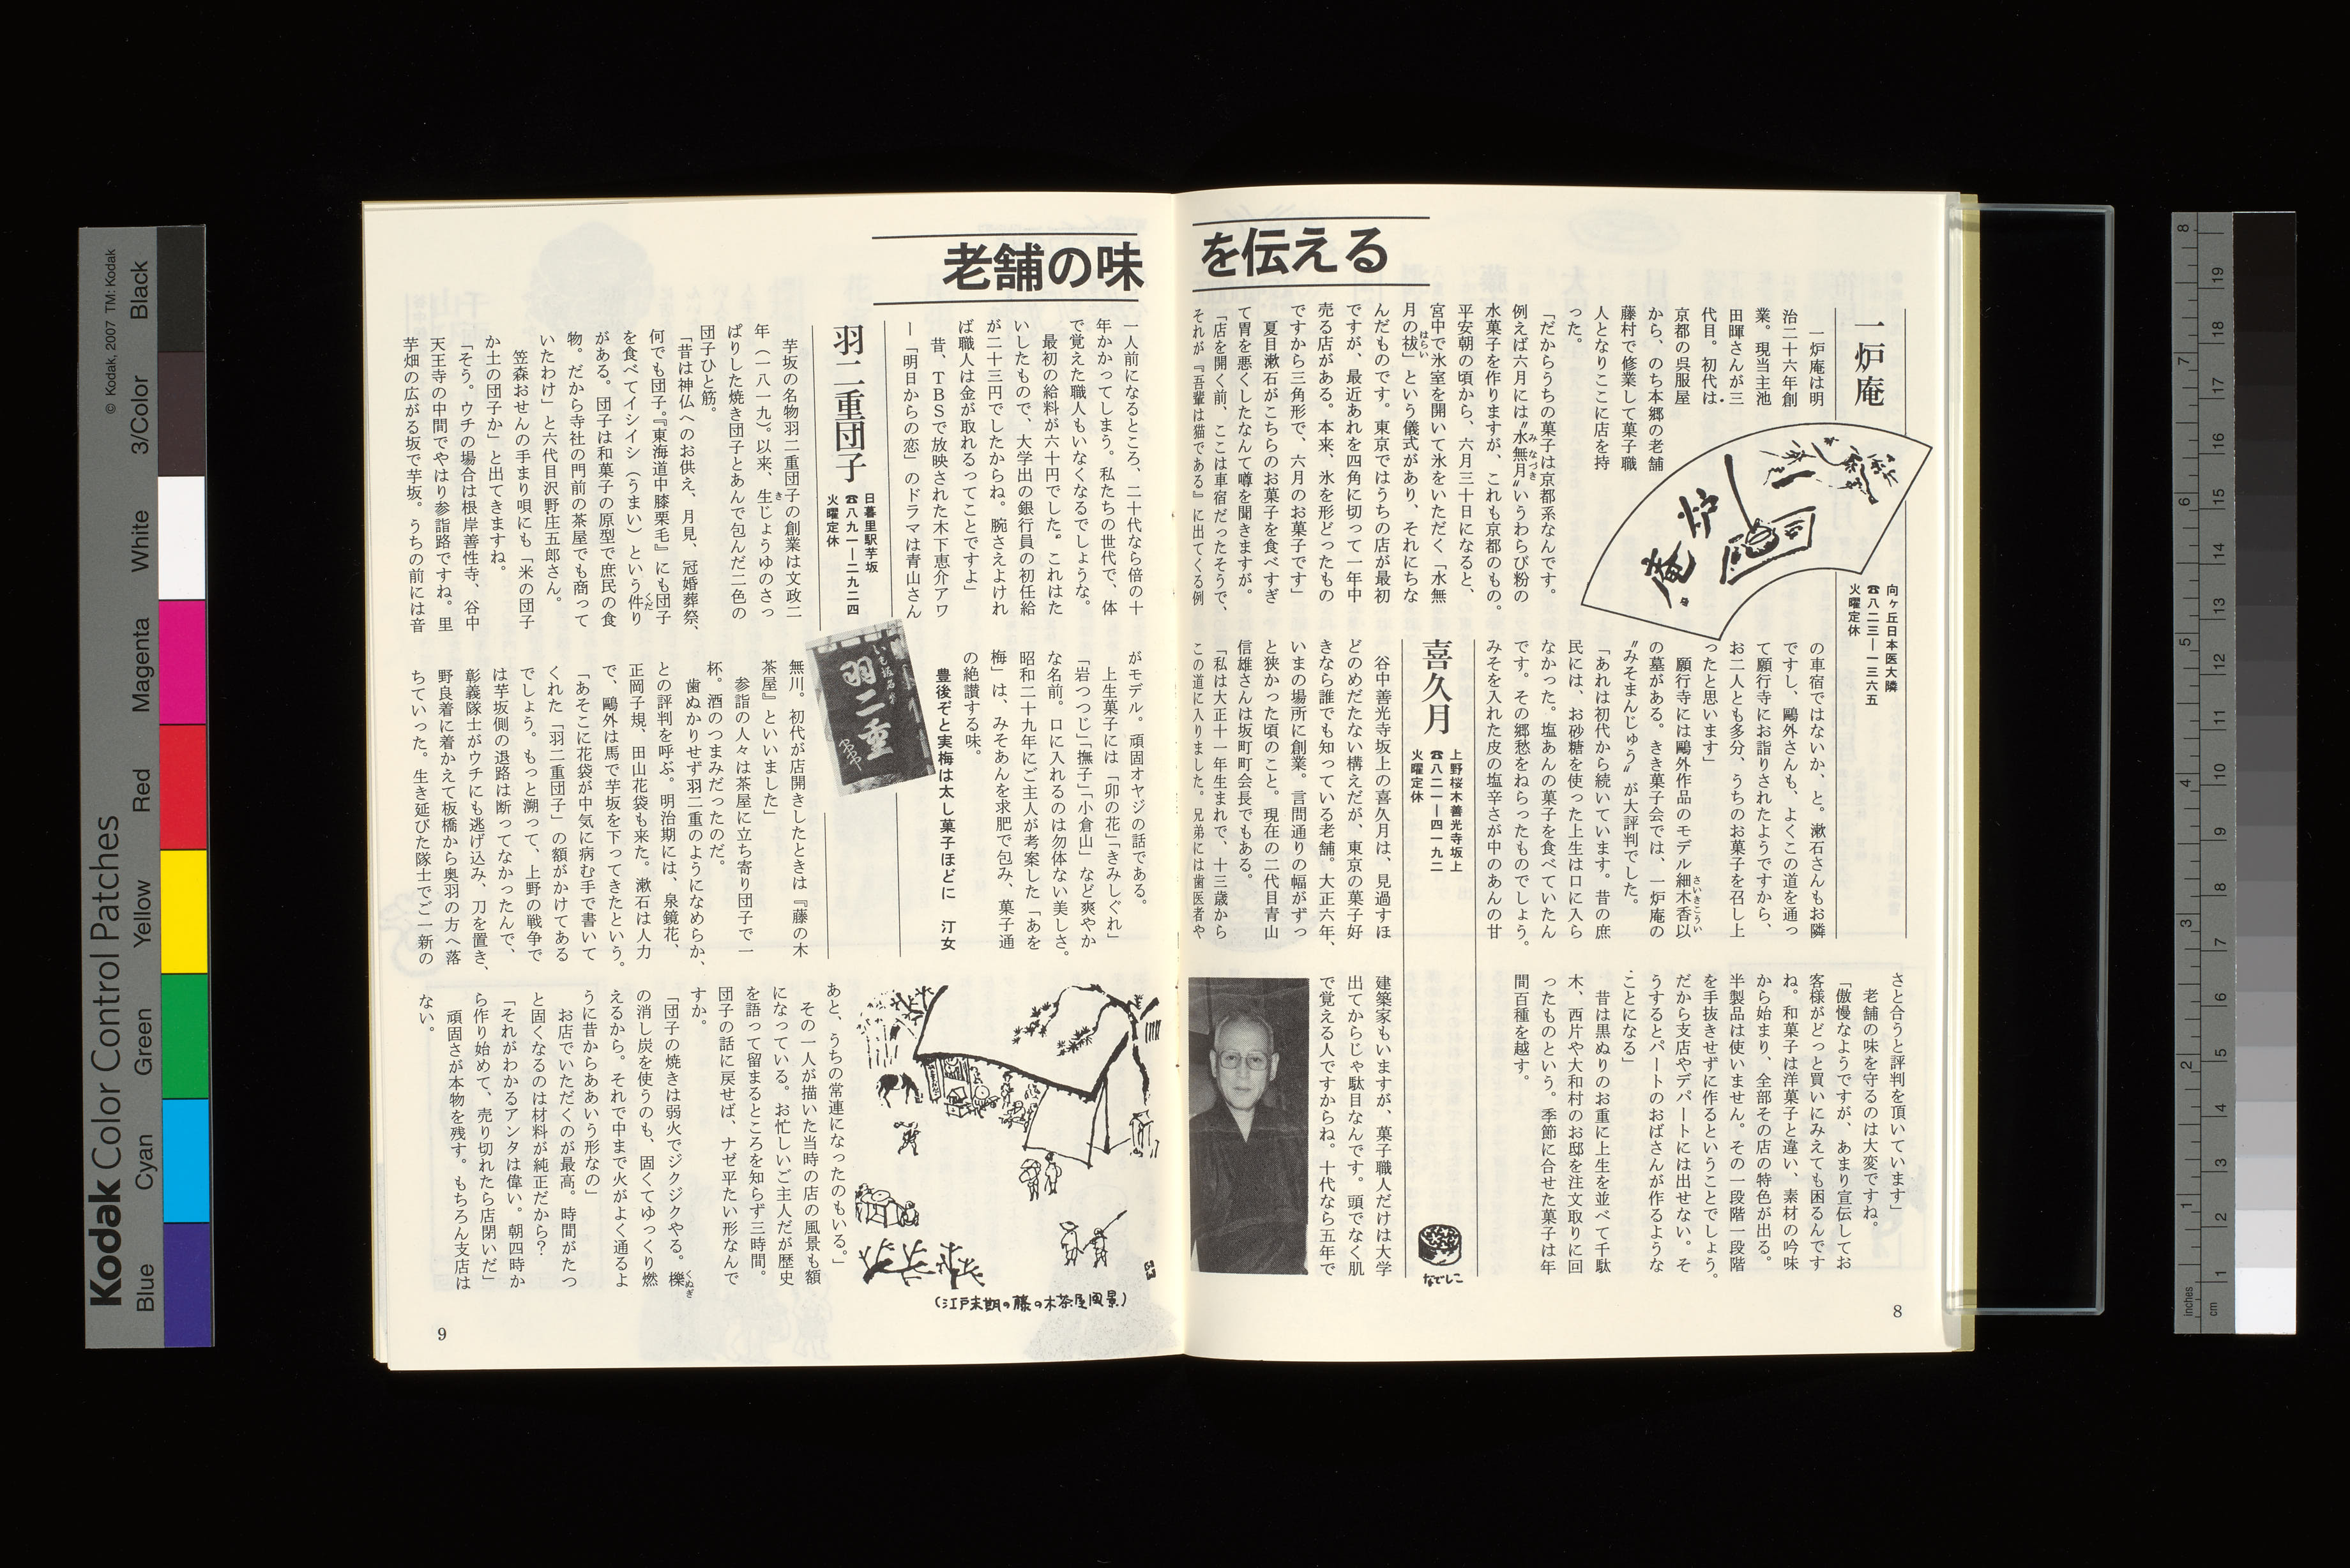 老舗の味を伝える
一炉庵
向ヶ丘日本医大隣
☎八二三―一三六五
火曜定休
一炉庵
一炉庵は明
治二十六年創
業。現当主池
田暉さんが三
代目。初代は
京都の呉服屋
から、のち本郷の老舗
藤村で修業して菓子職
人となりここに店を持
った。
「だからうちの菓子は京都系なんです。
例えば六月には〝水無月〟いうわらび粉の
みなづき
水菓子を作りますが、これも京都のもの。
平安朝の頃から、六月三十日になると、
宮中で氷室を開いて氷をいただく「水無
月の祓」という儀式があり、それにちな
はらい
んだものです。東京ではうちの店が最初
ですが、最近あれを四角に切って一年中
売る店がある。本来、氷を形どったもの
ですから三角形で、六月のお菓子です」
夏目漱石がこちらのお菓子を食べすぎ
て胃を悪くしたなんて噂を聞きますが。
「店を開く前、ここは車宿だったそうで、
それが『吾輩は猫である』に出てくる例
の車宿ではないか、と。漱石さんもお隣
ですし、鷗外さんも、よくこの道を通っ
て願行寺にお詣りされたようですから、
お二人とも多分、うちのお菓子を召し上
ったと思います」
願行寺には鷗外作品のモデル細木香以
さいきこうい
の墓がある。きき菓子会では、一炉庵の
〝みそまんじゅう〟が大評判でした。
「あれは初代から続いています。昔の庶
民には、お砂糖を使った上生は口に入ら
なかった。塩あんの菓子を食べていたん
です。その郷愁をねらったものでしょう。
みそを入れた皮の塩辛さが中のあんの甘
さと合うと評判を頂いています」
老舗の味を守るのは大変ですね。
「傲慢なようですが、あまり宣伝してお
客様がどっと買いにみえても困るんです
ね。和菓子は洋菓子と違い、素材の吟味
から始まり、全部その店の特色が出る。
半製品は使いません。その一段階一段階
を手抜きせずに作るということでしょう。
だから支店やデパートには出せない。そ
うするとパートのおばさんが作るような
ことになる」
昔は黒ぬりのお重に上生を並べて千駄
木、西片や大和村のお邸を注文取りに回
ったものという。季節に合せた菓子は年
間百種を越す。
喜久月
上野桜木善光寺坂上
☎八二一―四一九二
火曜定休
なでしこ
谷中善光寺坂上の喜久月は、見過すほ
どのめだたない構えだが、東京の菓子好
きなら誰でも知っている老舗。大正六年、
いまの場所に創業。言問通りの幅がずっ
と狭かった頃のこと。現在の二代目青山
信雄さんは坂町町会長でもある。
「私は大正十一年生まれで、十三歳から
この道に入りました。兄弟には歯医者や
建築家もいますが、菓子職人だけは大学
出てからじゃ駄目なんです。頭でなく肌
で覚える人ですからね。十代なら五年で
8
一人前になるところ、二十代なら倍の十
年かかってしまう。私たちの世代で、体
で覚えた職人もいなくなるでしょうな。
最初の給料が六十円でした。これはた
いしたもので、大学出の銀行員の初任給
が二十三円でしたからね。腕さえよけれ
ば職人は金が取れるってことですよ」
昔、TBSで放映された木下恵介アワ
ー「明日からの恋」のドラマは青山さん
がモデル。頑固オヤジの話である。
上生菓子には「卯の花」「きみしぐれ」
「岩つつじ」「撫子」「小倉山」など爽やか
な名前。口に入れるのは勿体ない美しさ。
昭和二十九年にご主人が考案した「あを
梅」は、みそあんを求肥で包み、菓子通
の絶讃する味。
豊後ぞと実梅は太し菓子ほどに　汀女
羽二重団子
日暮里駅芋坂
☎八九一―二九二四
火曜定休
羽二重
芋坂の名物羽二重団子の創業は文政二
年（一八一九）。以来、生じょうゆのさっ
き
ぱりした焼き団子とあんで包んだ二色の
団子ひと筋。
「昔は神仏へのお供え、月見、冠婚葬祭、
何でも団子。『東海道中膝栗毛』にも団子
を食べてイシイシ（うまい）という件り
くだ
がある。団子は和菓子の原型で庶民の食
物。だから寺社の門前の茶屋でも商って
いたわけ」と六代目沢野庄五郎さん。
笠森おせんの手まり唄にも「米の団子
か土の団子か」と出てきますね。
「そう。ウチの場合は根岸善性寺、谷中
天王寺の中間でやはり参詣路ですね。里
芋畑の広がる坂で芋坂。うちの前には音
無川。初代が店開きしたときは『藤の木
茶屋』といいました」
参詣の人々は茶屋に立ち寄り団子で一
杯。酒のつまみだったのだ。
歯ぬかりせず羽二重のようになめらか、
との評判を呼ぶ。明治期には、泉鏡花、
正岡子規、田山花袋も来た。漱石は人力
で、鷗外は馬で芋坂を下ってきたという。
「あそこに花袋が中気に病む手で書いて
くれた「羽二重団子」の額がかけてある
でしょう。もっと溯って、上野の戦争で
は芋坂側の退路は断ってなかったんで、
彰義隊士がウチにも逃げ込み、刀を置き、
野良着に着かえて板橋から奥羽の方へ落
ちていった。生き延びた隊士でご一新の
あと、うちの常連になったのもいる。」
その一人が描いた当時の店の風景も額
になっている。お忙しいご主人だが歴史
を語って留まるところを知らず三時間。
団子の話に戻せば、ナゼ平たい形なんで
すか。
「団子の焼きは弱火でジクジクやる。櫟
くぬぎ
の消し炭を使うのも、固くてゆっくり燃
えるから。それで中まで火がよく通るよ
うに昔からああいう形なの」
お店でいただくのが最高。時間がたつ
と固くなるのは材料が純正だから？
「それがわかるアンタは偉い。朝四時か
ら作り始めて、売り切れたら店閉いだ」
頑固さが本物を残す。もちろん支店は
ない。
（江戸末期の藤の木茶屋風景）
9
Kodak Color Control Patches
© Kodak, 2007 TM: Kodak
Blue Cyan Green Yellow Red Magenta White 3/Color Black
inches 1 2 3 4 5 6 7 8
cm 1 2 3 4 5 6 7 8 9 10 11 12 13 14 15 16 17 18 19